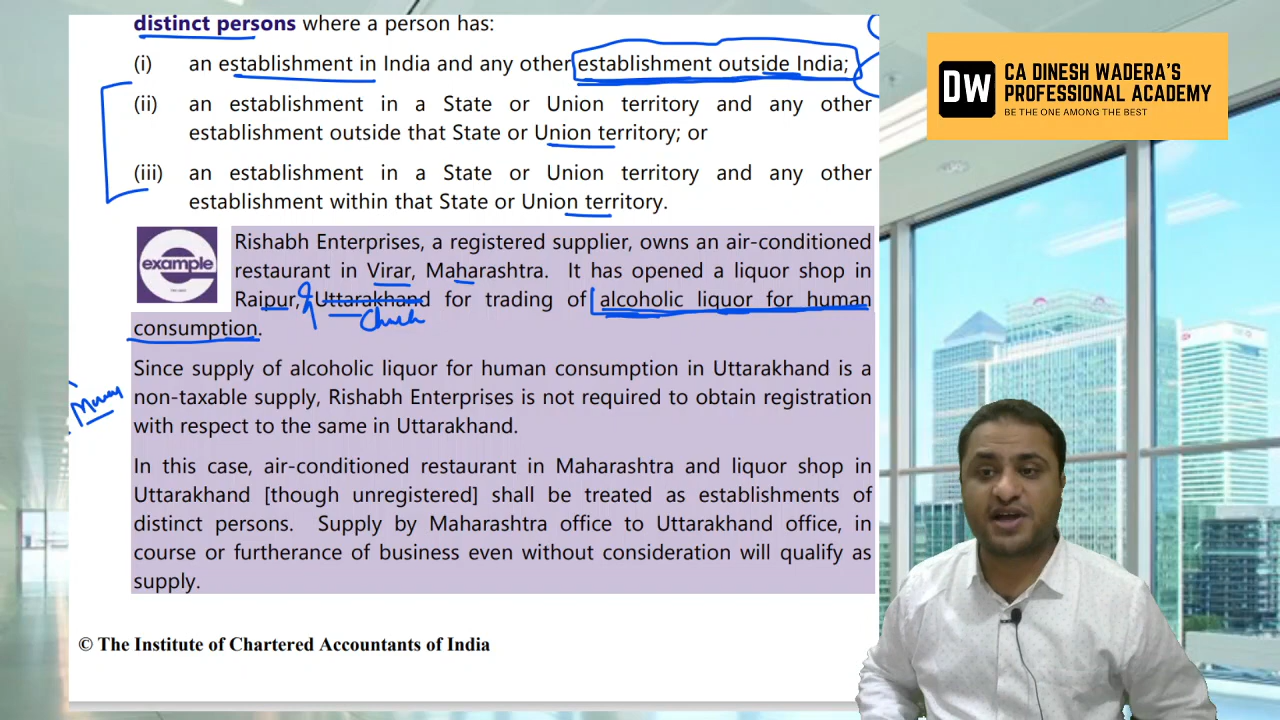 distinct persons where a person has:
(i) an establishment in India and any other establishment outside India;
(ii) an establishment in a State or Union territory and any other
establishment outside that State or Union territory; or
(iii) an establishment in a State or Union territory and any other
establishment within that State or Union territory.
example
Rishabh Enterprises, a registered supplier, owns an air-conditioned
restaurant in Virar, Maharashtra. It has opened a liquor shop in
Raipur, Uttarakhand for trading of alcoholic liquor for human
consumption.
Since supply of alcoholic liquor for human consumption in Uttarakhand is a
non-taxable supply, Rishabh Enterprises is not required to obtain registration
with respect to the same in Uttarakhand.
In this case, air-conditioned restaurant in Maharashtra and liquor shop in
Uttarakhand [though unregistered] shall be treated as establishments of
distinct persons. Supply by Maharashtra office to Uttarakhand office, in
course or furtherance of business even without consideration will qualify as
supply.
© The Institute of Chartered Accountants of India
DW
CA DINESH WADERA'S
PROFESSIONAL ACADEMY
BE THE ONE AMONG THE BEST